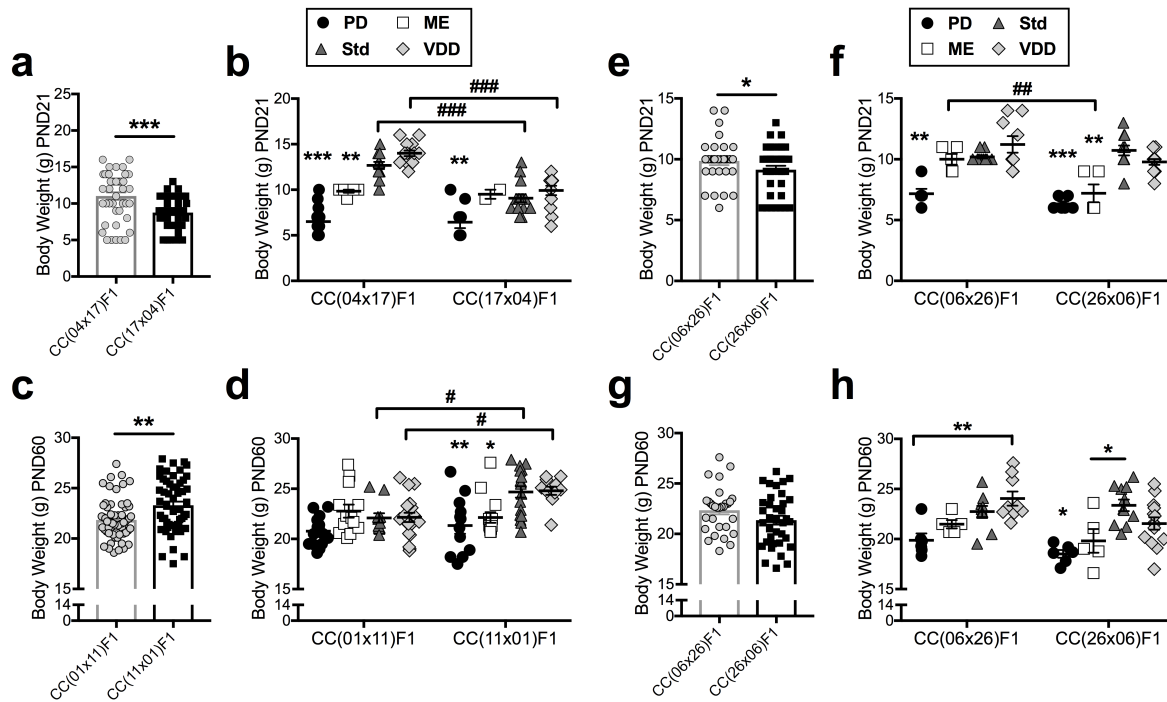 a
Body Weight (g) PND21
25
20
15
10
5
0
***
CC(04x17)F1
CC(17x04)F1
b
PD ME
Std VDD
Body Weight (g) PND21
20
15
10
5
0
###
###
*** ** **
CC(04x17)F1 CC(17x04)F1
e
Body Weight (g) PND21
15
10
5
0
*
CC(06x26)F1
CC(26x06)F1
f
PD Std
ME VDD
Body Weight (g) PND21
15
10
5
0
##
** *** **
CC(06x26)F1 CC(26x06)F1
c
Body Weight (g) PND60
30
25
20
15
14
0
**
CC(01x11)F1
CC(11x01)F1
d
Body Weight (g) PND60
30
25
20
15
14
0
#
#
** *
CC(01x11)F1 CC(11x01)F1
g
Body Weight (g) PND60
30
25
20
15
14
0
CC(06x26)F1
CC(26x06)F1
h
Body Weight (g) PND60
30
25
20
15
14
0
**
*
*
CC(06x26)F1 CC(26x06)F1